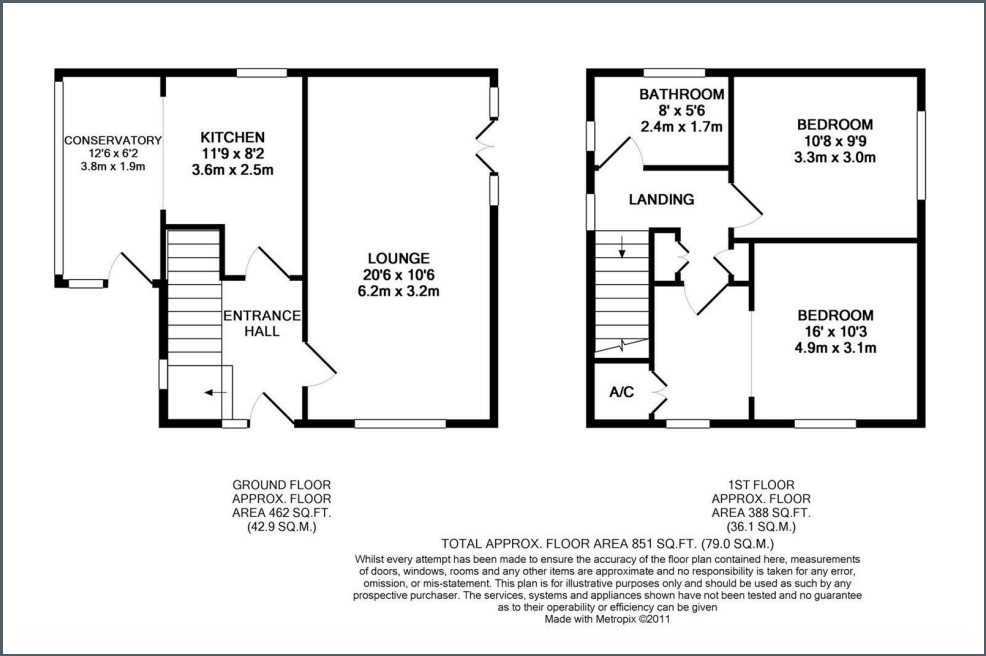 CONSERVATORY
12'6 x 6'2
3.8m x 1.9m
KITCHEN
11'9 x 8'2
3.6m x 2.5m
LOUNGE
20'6 x 10'6
6.2m x 3.2m
ENTRANCE
HALL
BATHROOM
8' x 5'6
2.4m x 1.7m
BEDROOM
10'8 x 9'9
3.3m x 3.0m
LANDING
BEDROOM
16' x 10'3
4.9m x 3.1m
A/C
GROUND FLOOR
APPROX. FLOOR
AREA 462 SQ.FT.
(42.9 SQ.M.)
1ST FLOOR
APPROX. FLOOR
AREA 388 SQ.FT.
(36.1 SQ.M.)
TOTAL APPROX. FLOOR AREA 851 SQ.FT. (79.0 SQ.M.)
Whilst every attempt has been made to ensure the accuracy of the floor plan contained here, measurements
of doors, windows, rooms and any other items are approximate and no responsibility is taken for any error,
omission, or mis-statement. This plan is for illustrative purposes only and should be used as such by any
prospective purchaser. The services, systems and appliances shown have not been tested and no guarantee
as to their operability or efficiency can be given
Made with Metropix ©2011